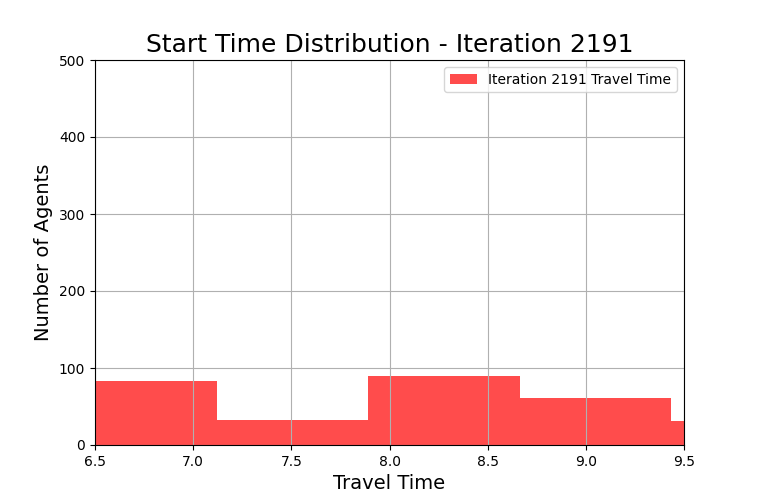 Start Time Distribution - Iteration 2191
500
400
300
200
100
0
Number of Agents
Iteration 2191 Travel Time
6.5 7.0 7.5 8.0 8.5 9.0 9.5
Travel Time